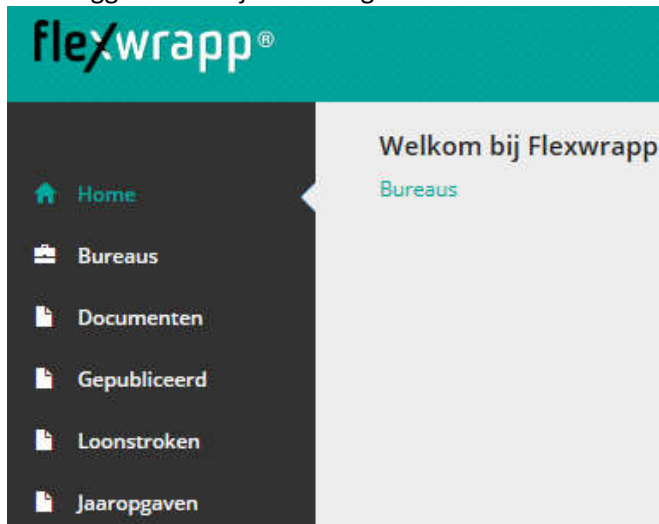 flexwrapp®
Welkom bij Flexwrapp
Bureaus
Home
Bureaus
Documenten
Gepubliceerd
Loonstroken
Jaaropgaven